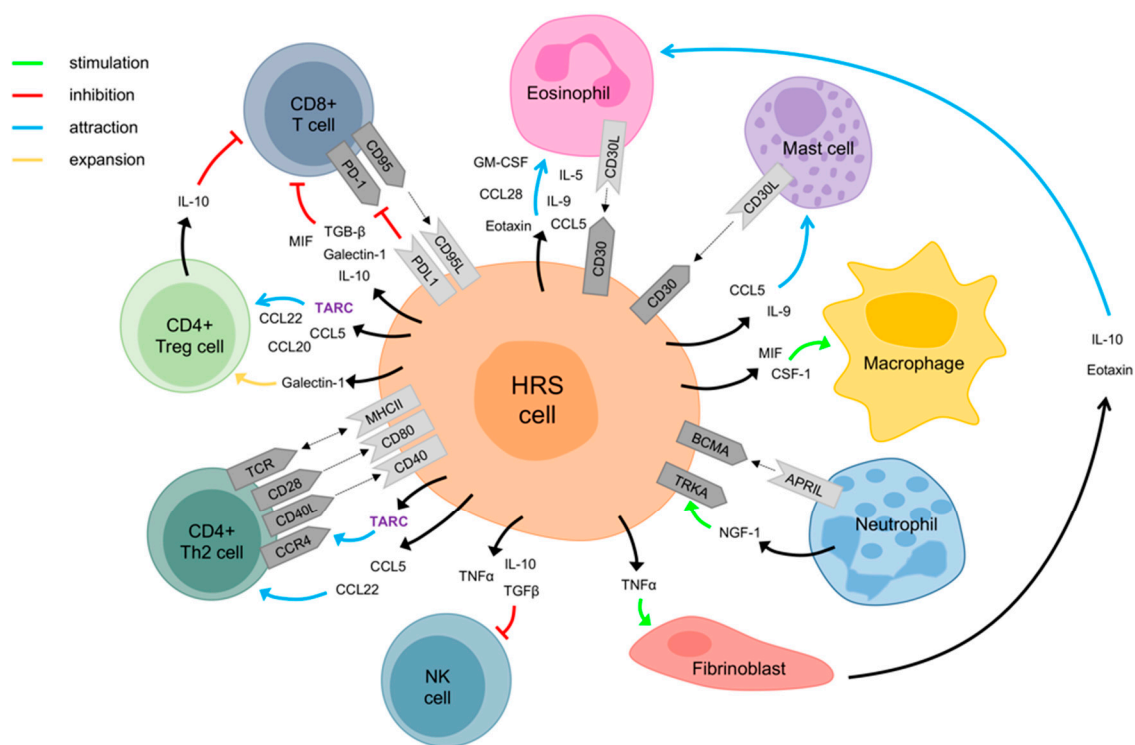 stimulation
inhibition
attraction
expansion
CD8+
T cell
CD95
PD-1
IL-10
MIF
TGB-β
Galectin-1
IL-10
PDL1
CD95L
CD4+
Treg cell
TARC
CCL22
CCL5
CCL20
Galectin-1
Eosinophil
CD30L
GM-CSF
IL-5
CCL28
IL-9
Eotaxin
CCL5
CD30
Mast cell
CD30L
CD30
CCL5
IL-9
MIF
CSF-1
Macrophage
IL-10
Eotaxin
HRS
cell
MHCII
CD80
CD40
TCR
CD28
CD40L
CCR4
CD4+
Th2 cell
TARC
CCL5
CCL22
BCMA
TRKA
APRIL
NGF-1
Neutrophil
IL-10
TNFα
TGFβ
NK
cell
TNFα
Fibrinoblast